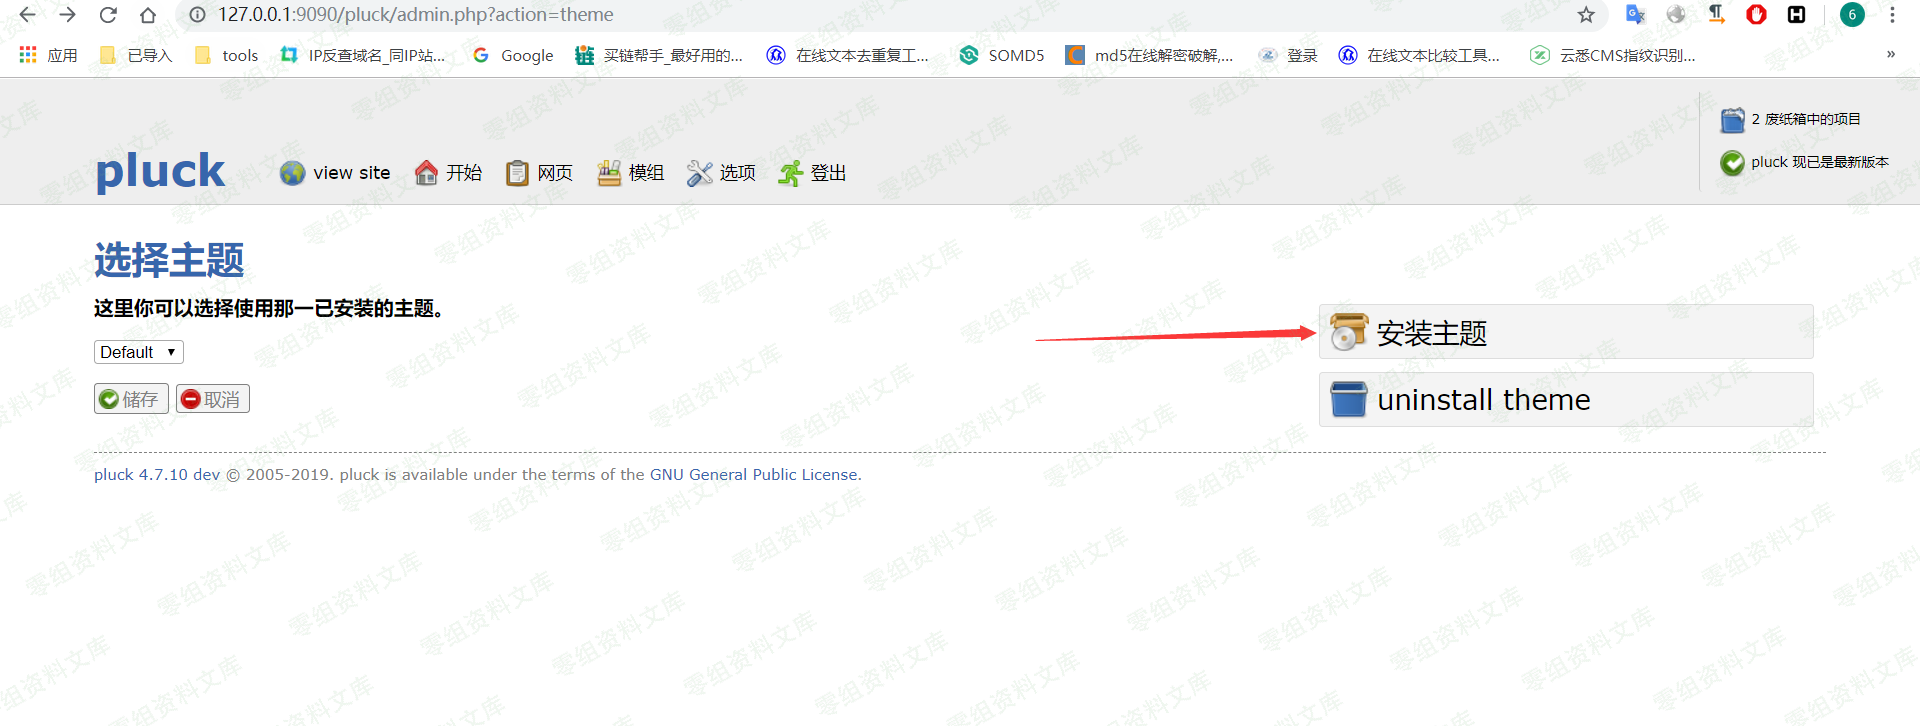 127.0.0.1:9090/pluck/admin.php?action=theme
6
应用 已导入 tools IP反查域名_同IP站... Google 买链帮手_最好用的... 在线文本去重复工... SOMD5 md5在线解密破解,... 登录 在线文本比较工具... 云悉CMS指纹识别... »
2 废纸箱中的项目
pluck view site 开始 网页 模组 选项 登出
pluck 现已是最新版本
选择主题
这里你可以选择使用那一已安装的主题。
安装主题
Default
储存 取消
uninstall theme
pluck 4.7.10 dev © 2005-2019. pluck is available under the terms of the GNU General Public License.
零组资料文库